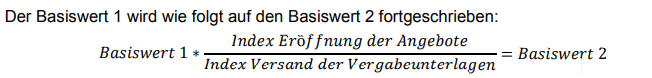 Der Basiswert 1 wird wie folgt auf den Basiswert 2 fortgeschrieben:
Basiswert 1 * Index Eröffnung der Angebote / Index Versand der Vergabeunterlagen = Basiswert 2